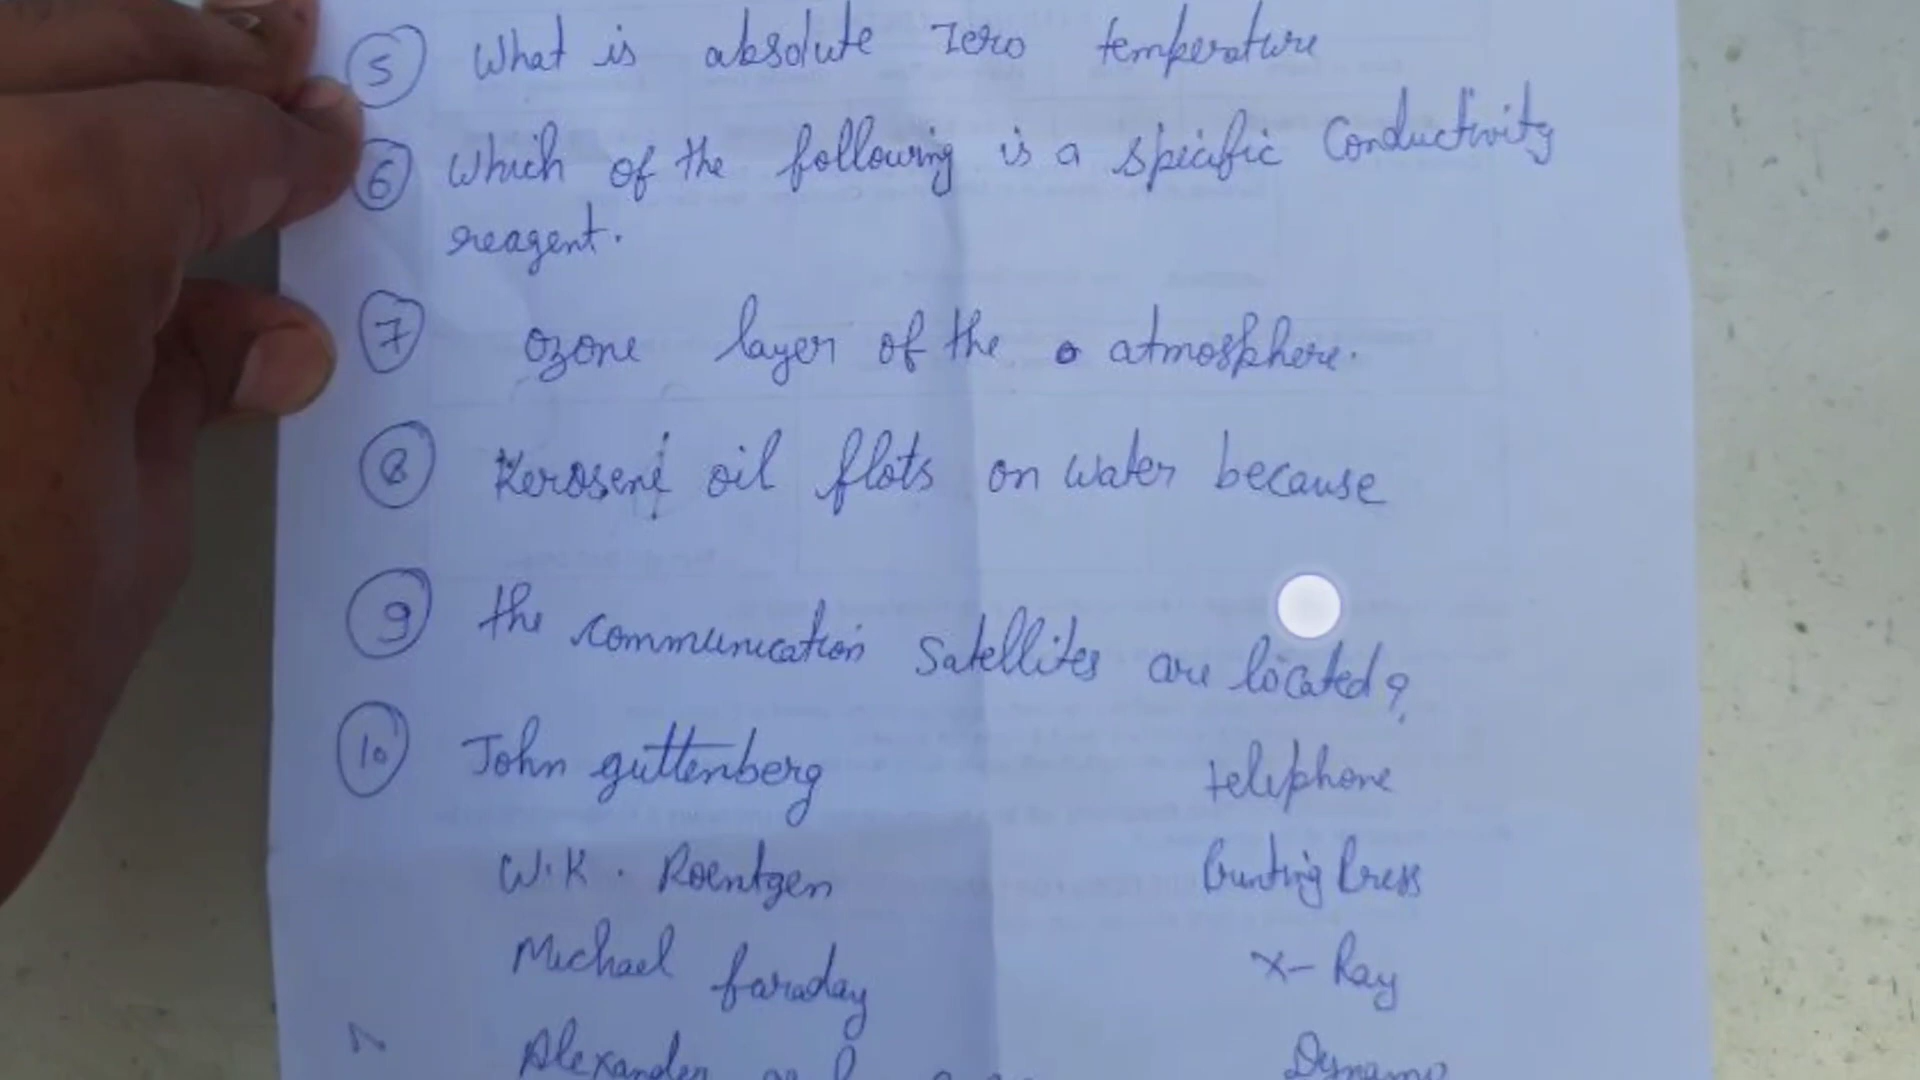 5 What is absolute zero temperature
6 Which of the following is a specific Conductivity
reagent.
7 ozone layer of the atmosphere.
8 Kerosene oil flots on water because
9 the communication satellites are located?
10 John guttenberg telephone
W.K. Roentgen Printing Press
Michael faraday X-Ray
Alexander Dynamo